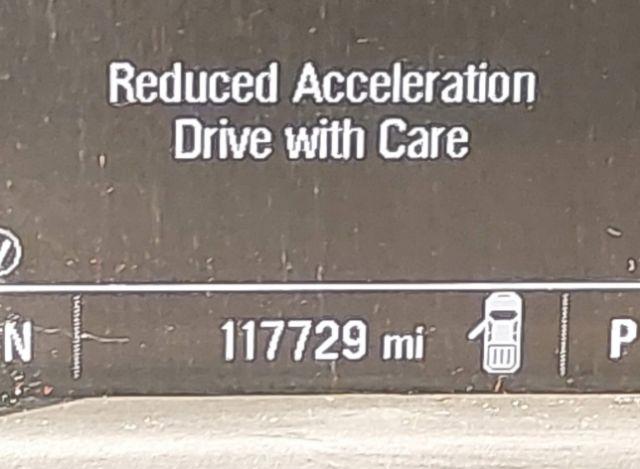 Reduced Acceleration
Drive with Care
N
117729 mi
P